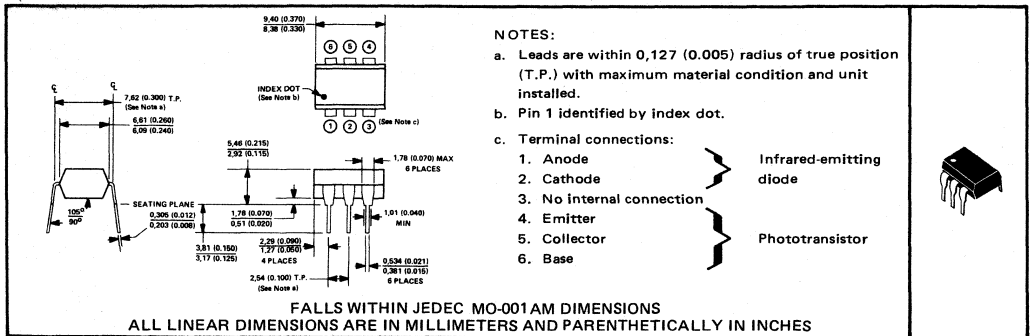 9,40 (0.370)
8,38 (0.330)
6 5 4
INDEX DOT
(See Note b)
1 2 3 (See Note c)
℄ ℄
7,62 (0.300) T.P.
(See Note a)
6,61 (0.260)
6,09 (0.240)
5,46 (0.215)
2,92 (0.115)
1,78 (0.070) MAX
6 PLACES
SEATING PLANE
105°
90°
0,305 (0.012)
0,203 (0.008)
1,78 (0.070)
0,51 (0.020)
1,01 (0.040)
MIN
3,81 (0.150)
3,17 (0.125)
2,29 (0.090)
1,27 (0.050)
4 PLACES
0,534 (0.021)
0,381 (0.015)
6 PLACES
2,54 (0.100) T.P.
(See Note a)
NOTES:
a. Leads are within 0,127 (0.005) radius of true position
(T.P.) with maximum material condition and unit
installed.
b. Pin 1 identified by index dot.
c. Terminal connections:
1. Anode
2. Cathode
Infrared-emitting
diode
3. No internal connection
4. Emitter
5. Collector
6. Base
Phototransistor
FALLS WITHIN JEDEC MO-001AM DIMENSIONS
ALL LINEAR DIMENSIONS ARE IN MILLIMETERS AND PARENTHETICALLY IN INCHES